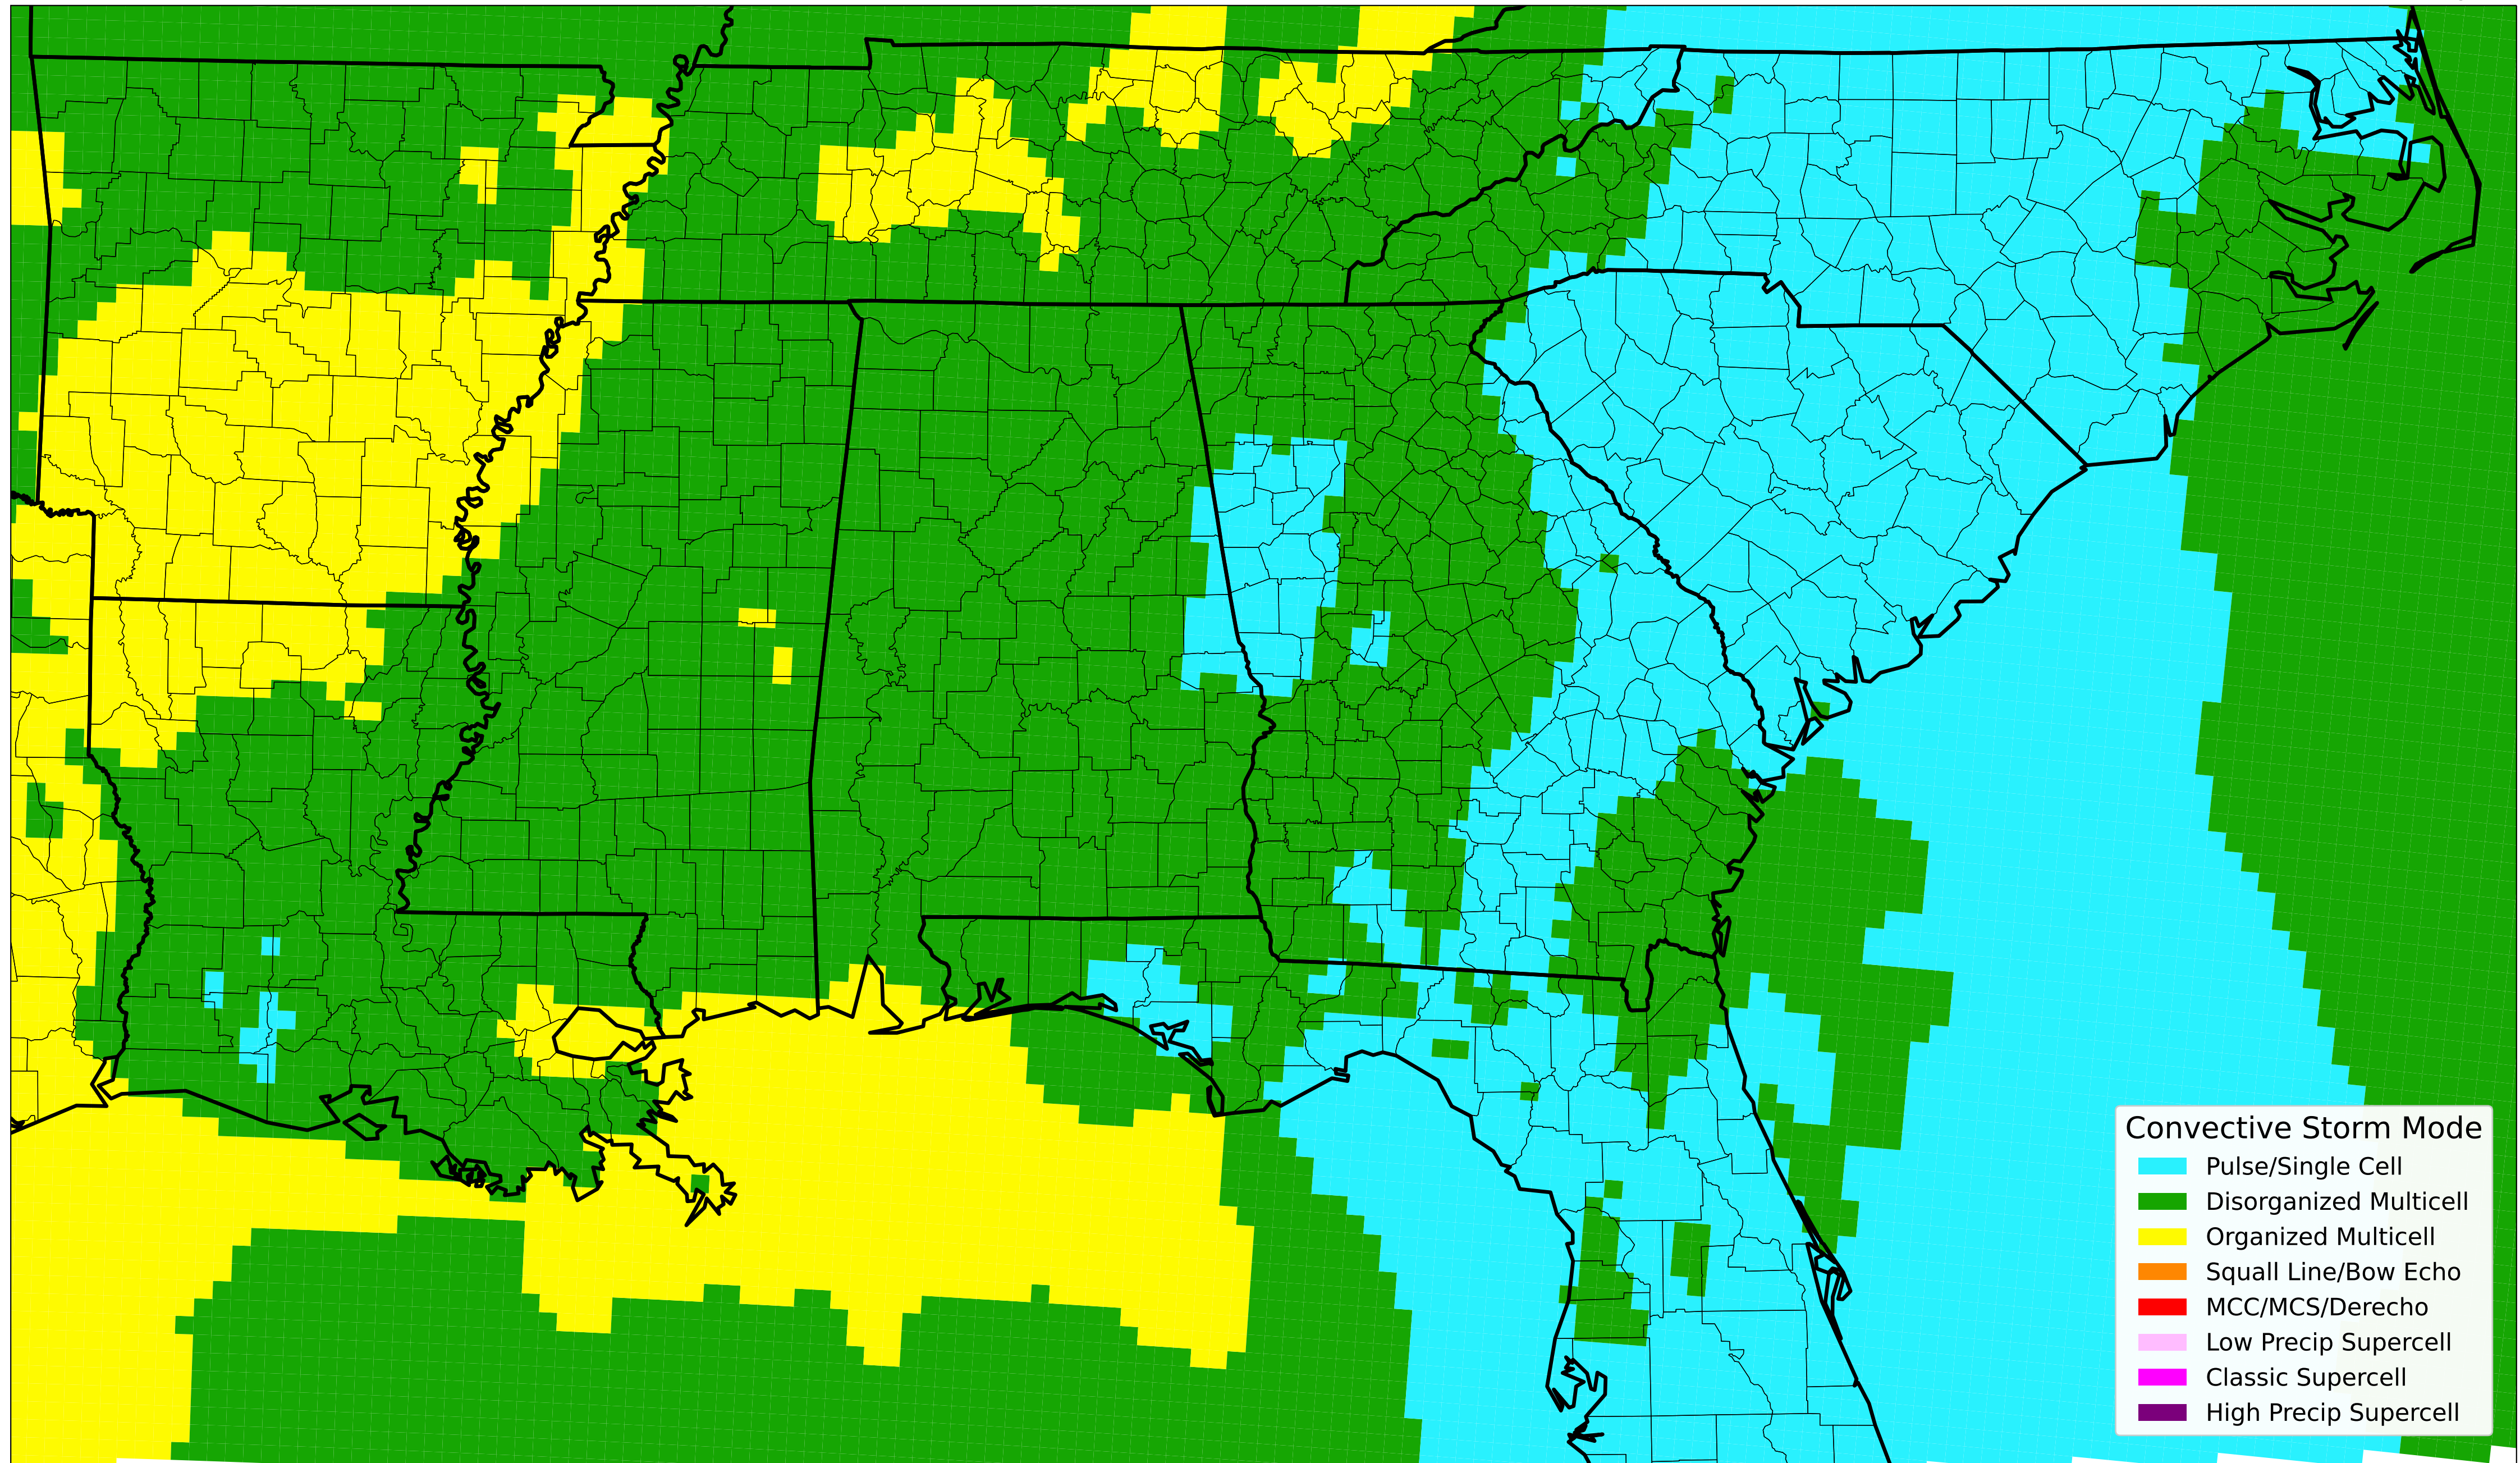 Convective Storm Mode
Pulse/Single Cell
Disorganized Multicell
Organized Multicell
Squall Line/Bow Echo
MCC/MCS/Derecho
Low Precip Supercell
Classic Supercell
High Precip Supercell